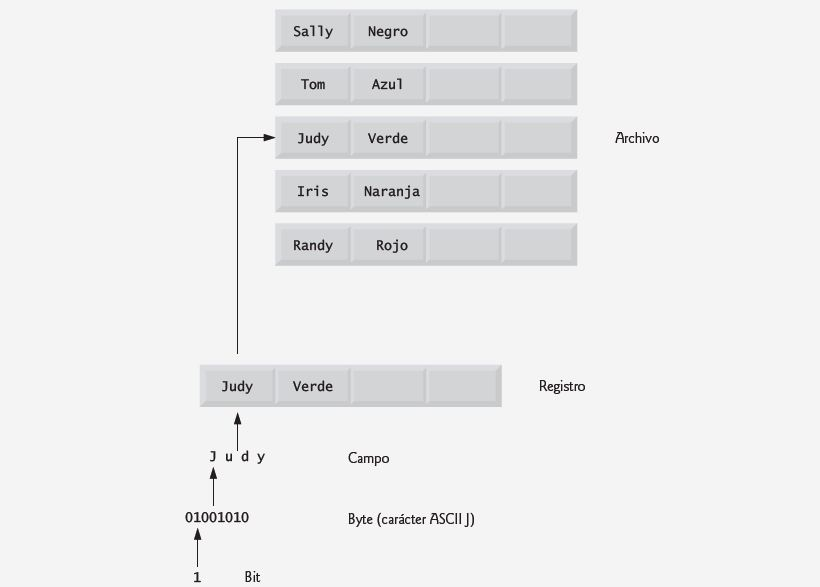 Sally Negro
Tom Azul
Judy Verde Archivo
Iris Naranja
Randy Rojo
Judy Verde Registro
J u d y Campo
01001010 Byte (carácter ASCII J)
1 Bit